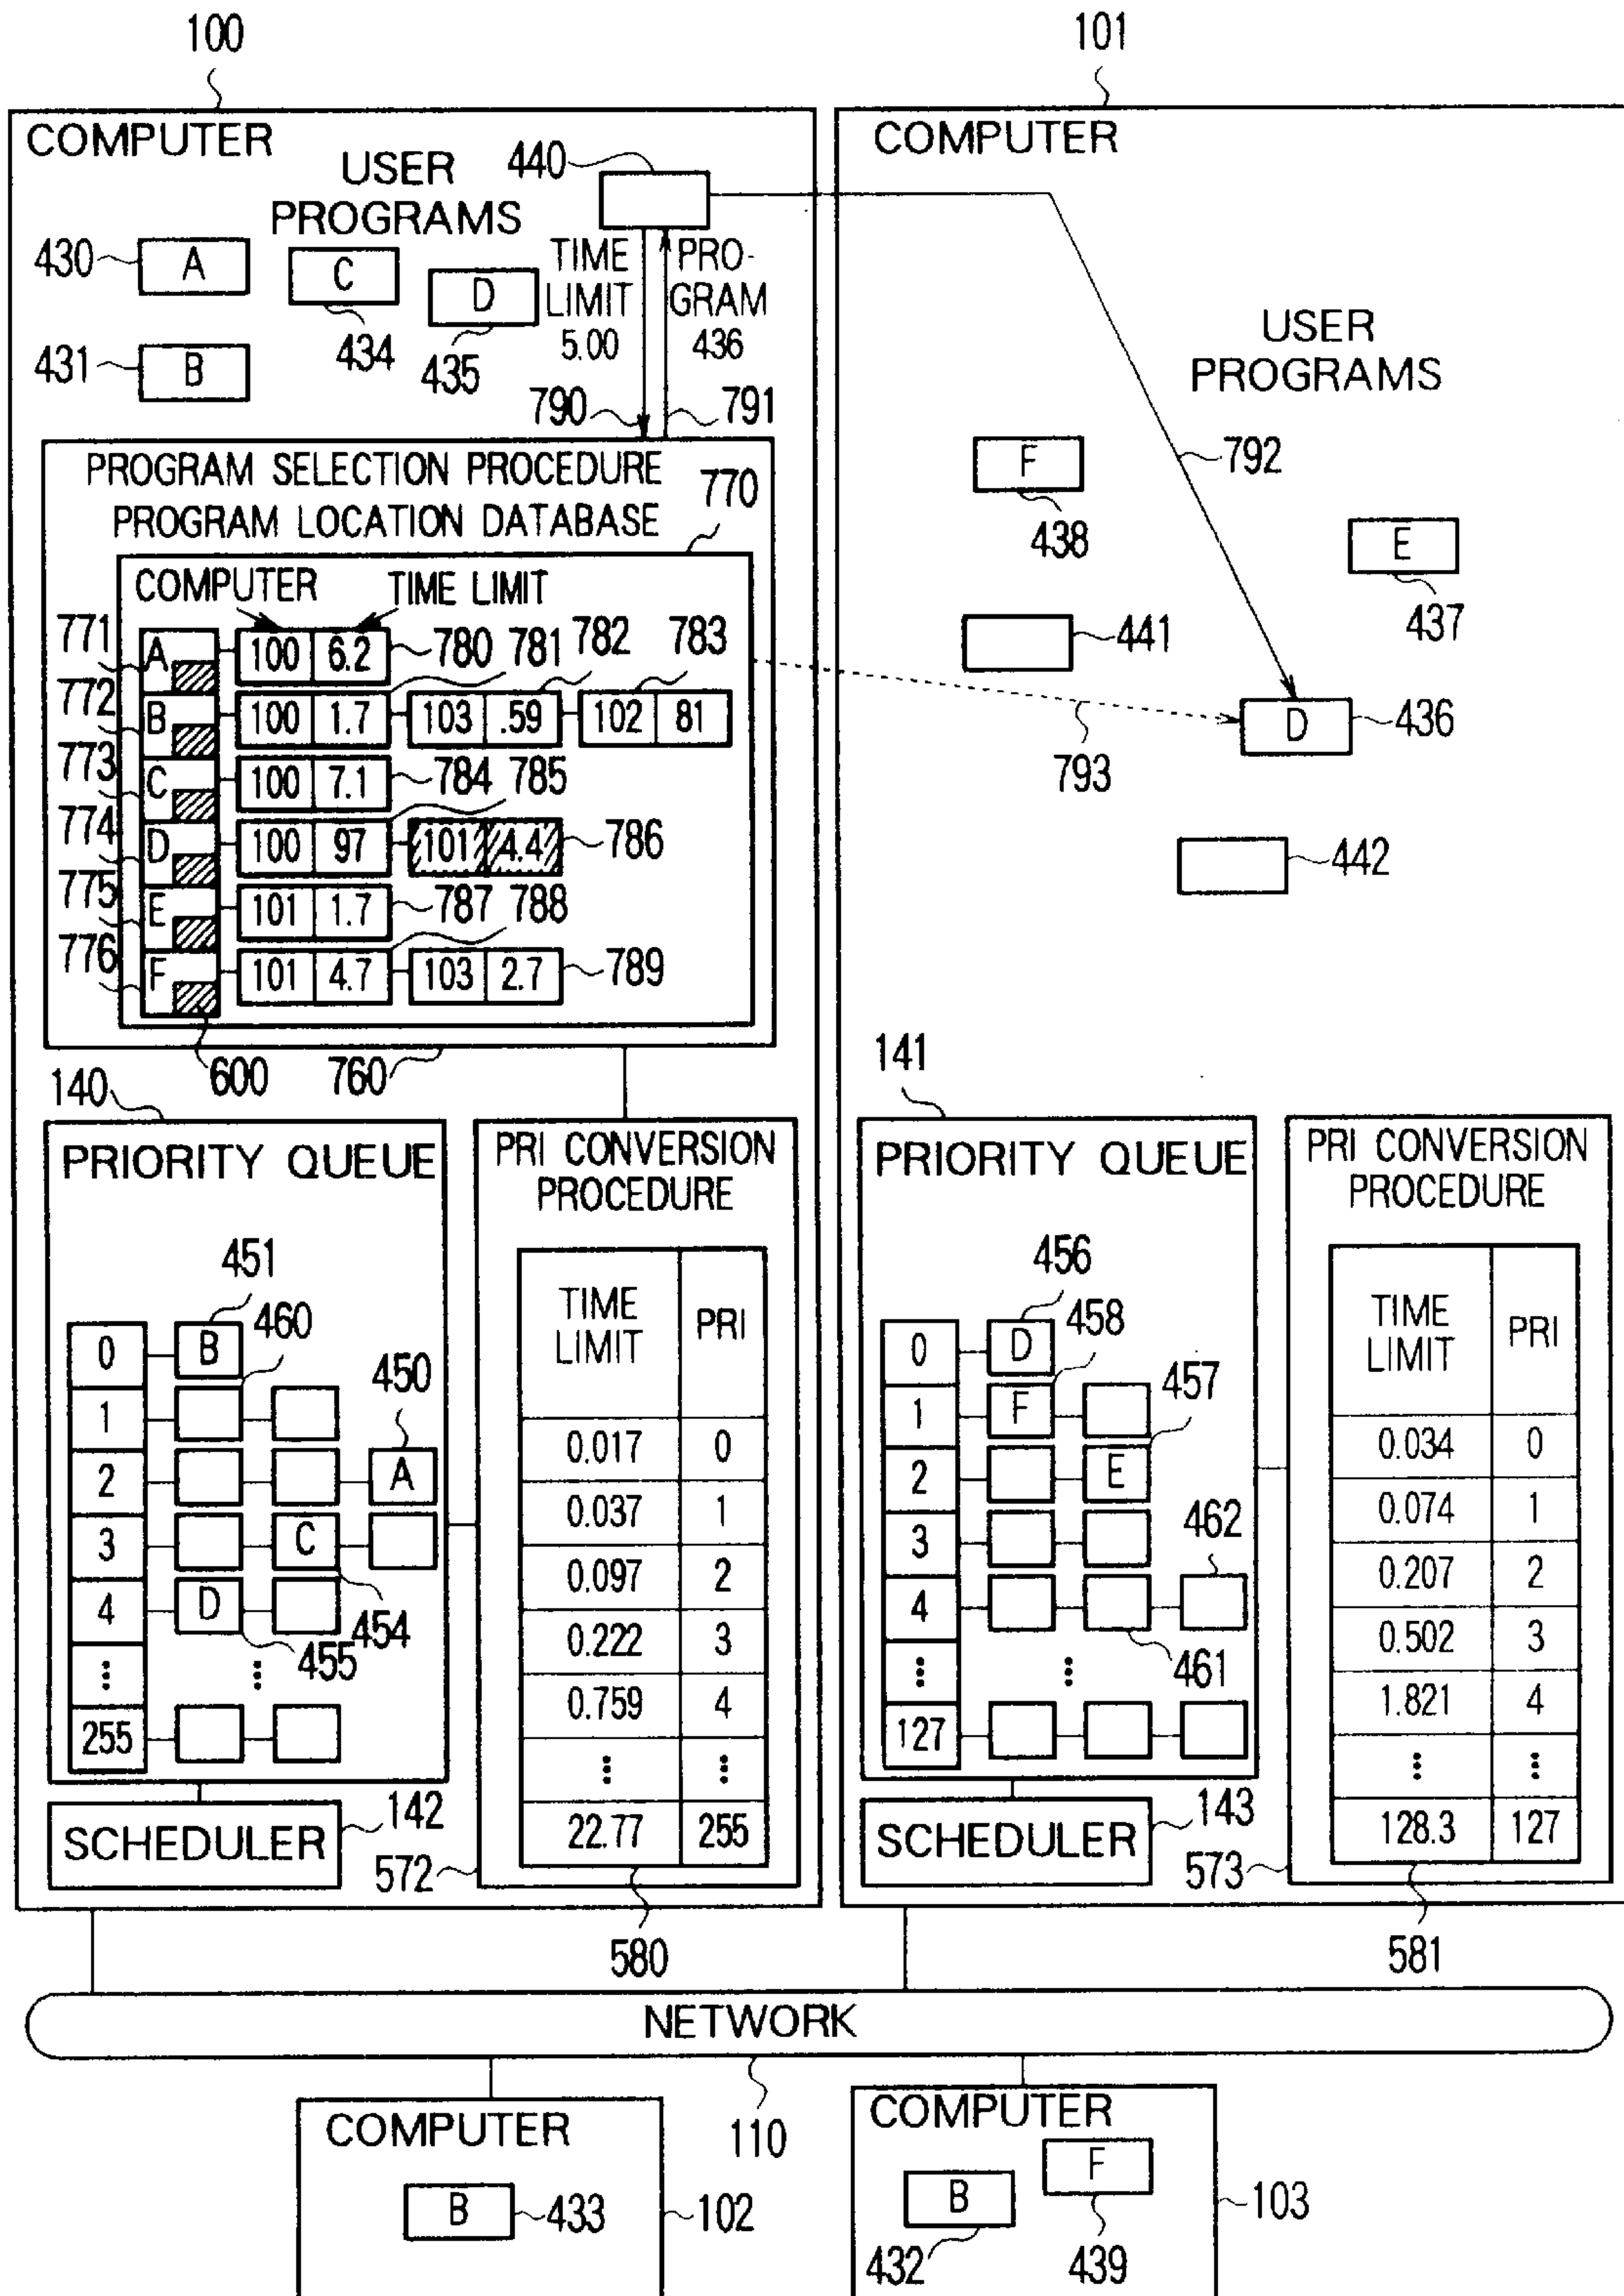 100
101
COMPUTER
USER
PROGRAMS
440
430
A
C
D
TIME
LIMIT
5.00
PRO-
GRAM
436
434
435
431
B
790
791
PROGRAM SELECTION PROCEDURE
PROGRAM LOCATION DATABASE
770
COMPUTER
TIME LIMIT
771
A
100 6.2
780
781
782
783
772
B
100 1.7
103 .59
102 81
773
C
100 7.1
784
785
774
D
100 97
101 4.4
786
775
E
101 1.7
787
788
776
F
101 4.7
103 2.7
789
600
760
COMPUTER
USER
PROGRAMS
792
F
438
E
437
441
D
436
793
442
140
PRIORITY QUEUE
451
460
450
0
B
1
2
A
3
C
4
D
454
455
⋮
⋮
255
SCHEDULER
142
PRI CONVERSION
PROCEDURE
TIME
LIMIT
PRI
0.017 0
0.037 1
0.097 2
0.222 3
0.759 4
⋮ ⋮
22.77 255
572
580
141
PRIORITY QUEUE
456
458
457
0
D
1
F
2
E
3
462
4
461
⋮
⋮
127
SCHEDULER
143
PRI CONVERSION
PROCEDURE
TIME
LIMIT
PRI
0.034 0
0.074 1
0.207 2
0.502 3
1.821 4
⋮ ⋮
128.3 127
573
581
NETWORK
110
COMPUTER
B
433
102
COMPUTER
B
432
F
439
103